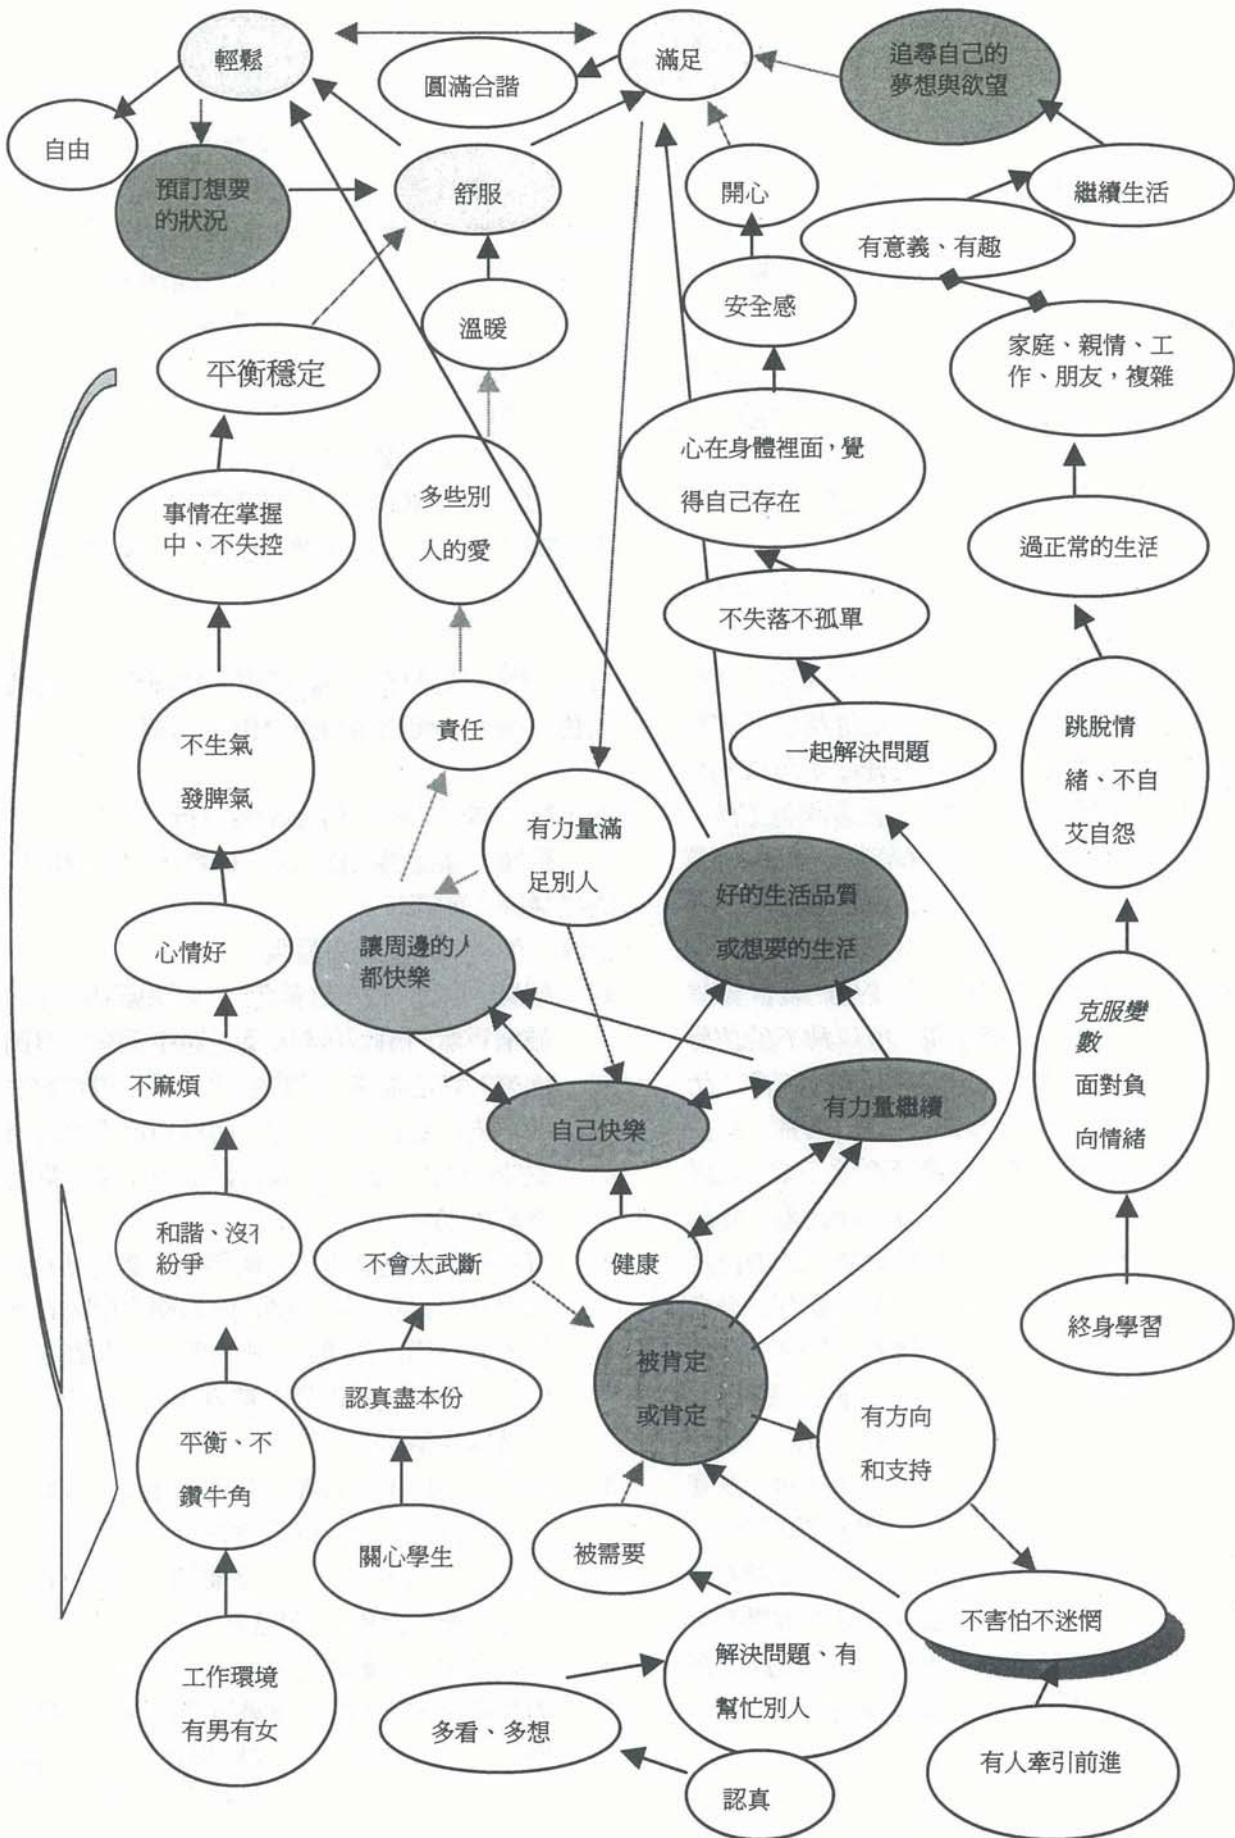 輕鬆
滿足
追尋自己的
夢想與欲望
圓滿合諧
自由
預訂想要
的狀況
舒服
開心
繼續生活
有意義、有趣
安全感
溫暖
家庭、親情、工
作、朋友，複雜
平衡穩定
心在身體裡面，覺
得自己存在
多些別
人的愛
事情在掌握
中、不失控
過正常的生活
不失落不孤單
責任
一起解決問題
跳脫情
緒、不自
艾自怨
不生氣
發脾氣
有力量滿
足別人
好的生活品質
或想要的生活
讓周邊的人
都快樂
心情好
克服變
數
面對負
向情緒
不麻煩
自己快樂
有力量繼續
和諧、沒
紛爭
不會太武斷
健康
終身學習
被肯定
或肯定
認真盡本份
有方向
和支持
平衡、不
鑽牛角
關心學生
被需要
不害怕不迷惘
解決問題、有
幫忙別人
工作環境
有男有女
多看、多想
有人牽引前進
認真